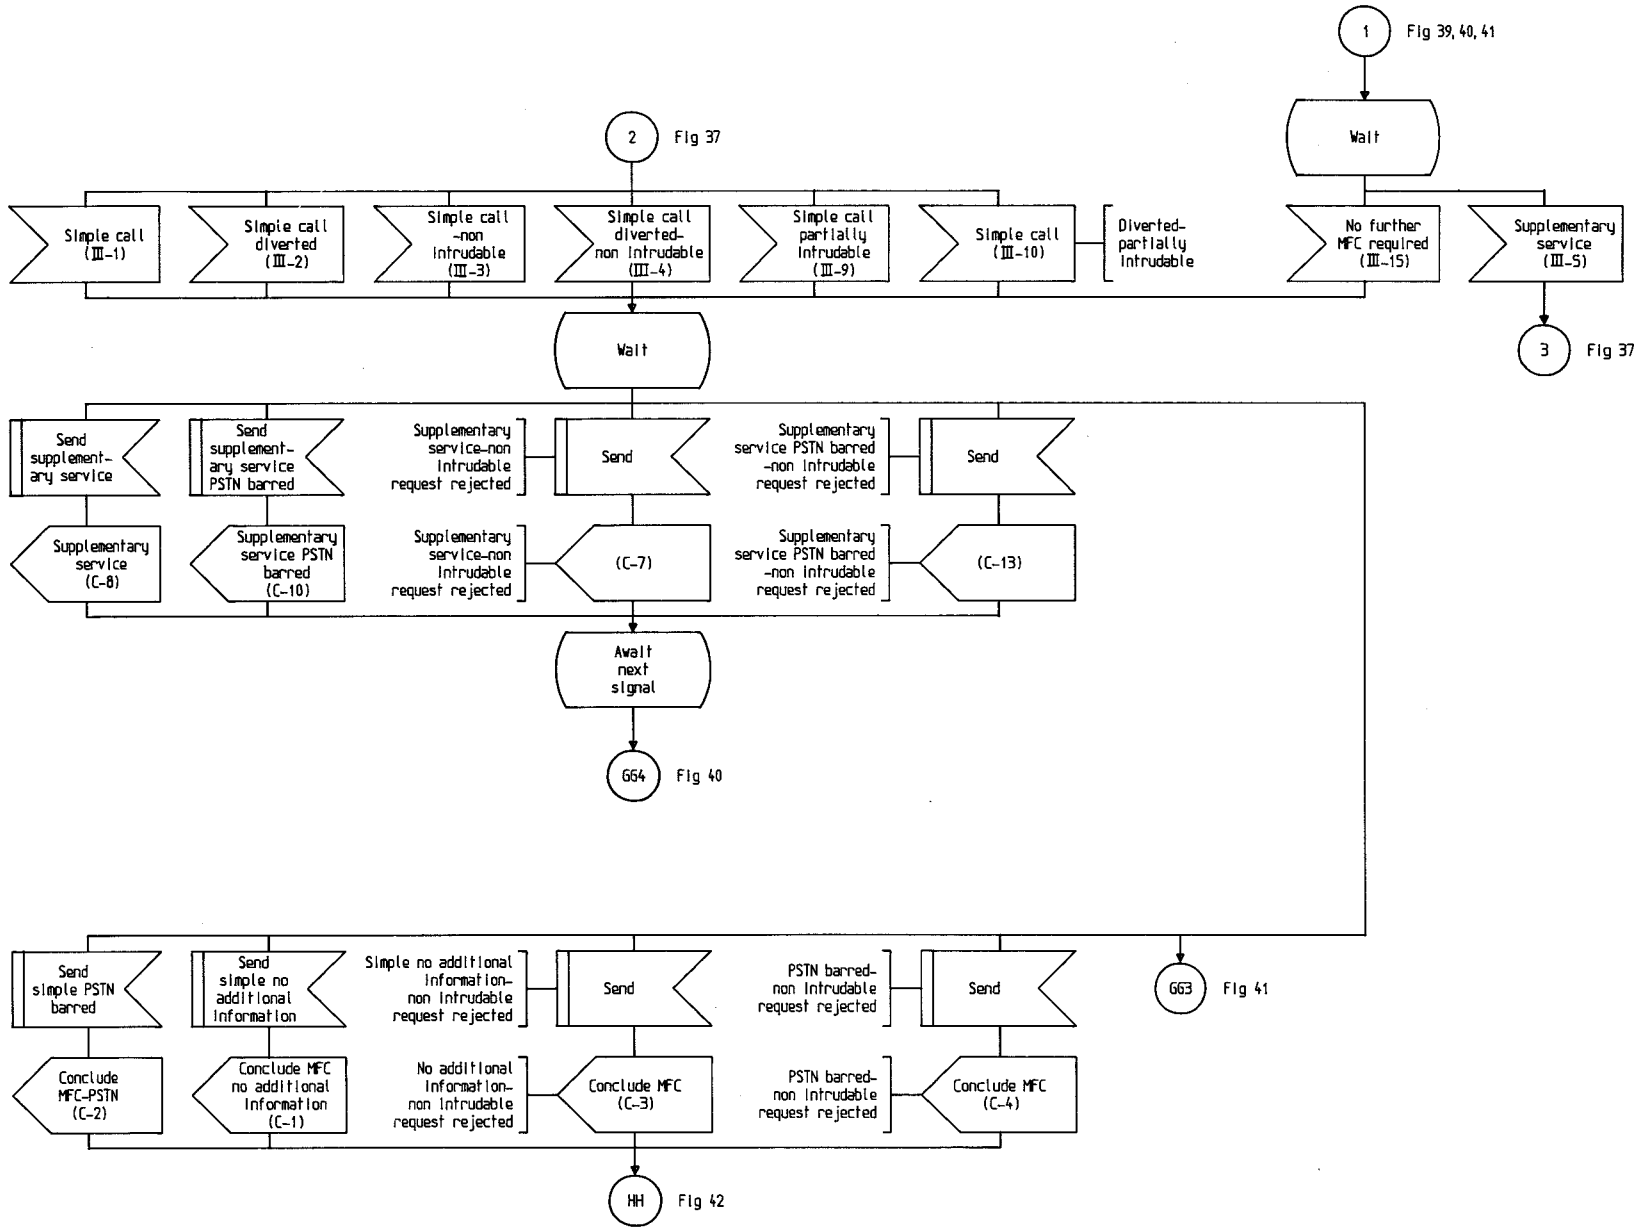 1
Fig 39, 40, 41
Wait
2
Fig 37
Simple call
(III-1)
Simple call
diverted
(III-2)
Simple call
-non
intrudable
(III-3)
Simple call
diverted-
non intrudable
(III-4)
Simple call
partially
intrudable
(III-9)
Simple call
(III-10)
Diverted-
partially
intrudable
No further
MFC required
(III-15)
Supplementary
service
(III-5)
Wait
3
Fig 37
Send
supplement-
ary service
Send
supplement-
ary service
PSTN barred
Supplementary
service-non
intrudable
request rejected
Send
Supplementary
service PSTN barred
-non intrudable
request rejected
Send
Supplementary
service
(C-8)
Supplementary
service PSTN
barred
(C-10)
Supplementary
service-non
intrudable
request rejected
(C-7)
Supplementary
service PSTN barred
-non intrudable
request rejected
(C-13)
Await
next
signal
GG4
Fig 40
Send
simple PSTN
barred
Send
simple no
additional
information
Simple no additional
information-
non intrudable
request rejected
Send
PSTN barred-
non intrudable
request rejected
Send
GG3
Fig 41
Conclude
MFC-PSTN
(C-2)
Conclude MFC
no additional
information
(C-1)
No additional
information-
non intrudable
request rejected
Conclude MFC
(C-3)
PSTN barred-
non intrudable
request rejected
Conclude MFC
(C-4)
HH
Fig 42